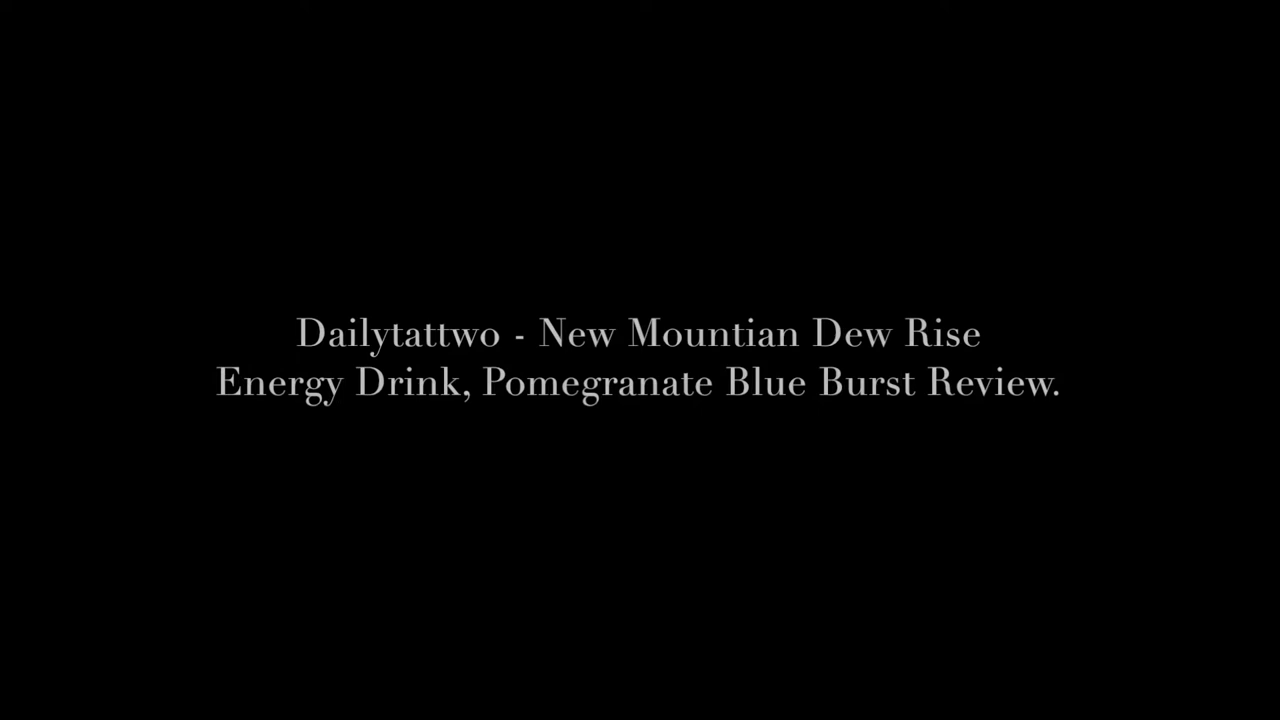 Dailytattwo - New Mountian Dew Rise
Energy Drink, Pomegranate Blue Burst Review.